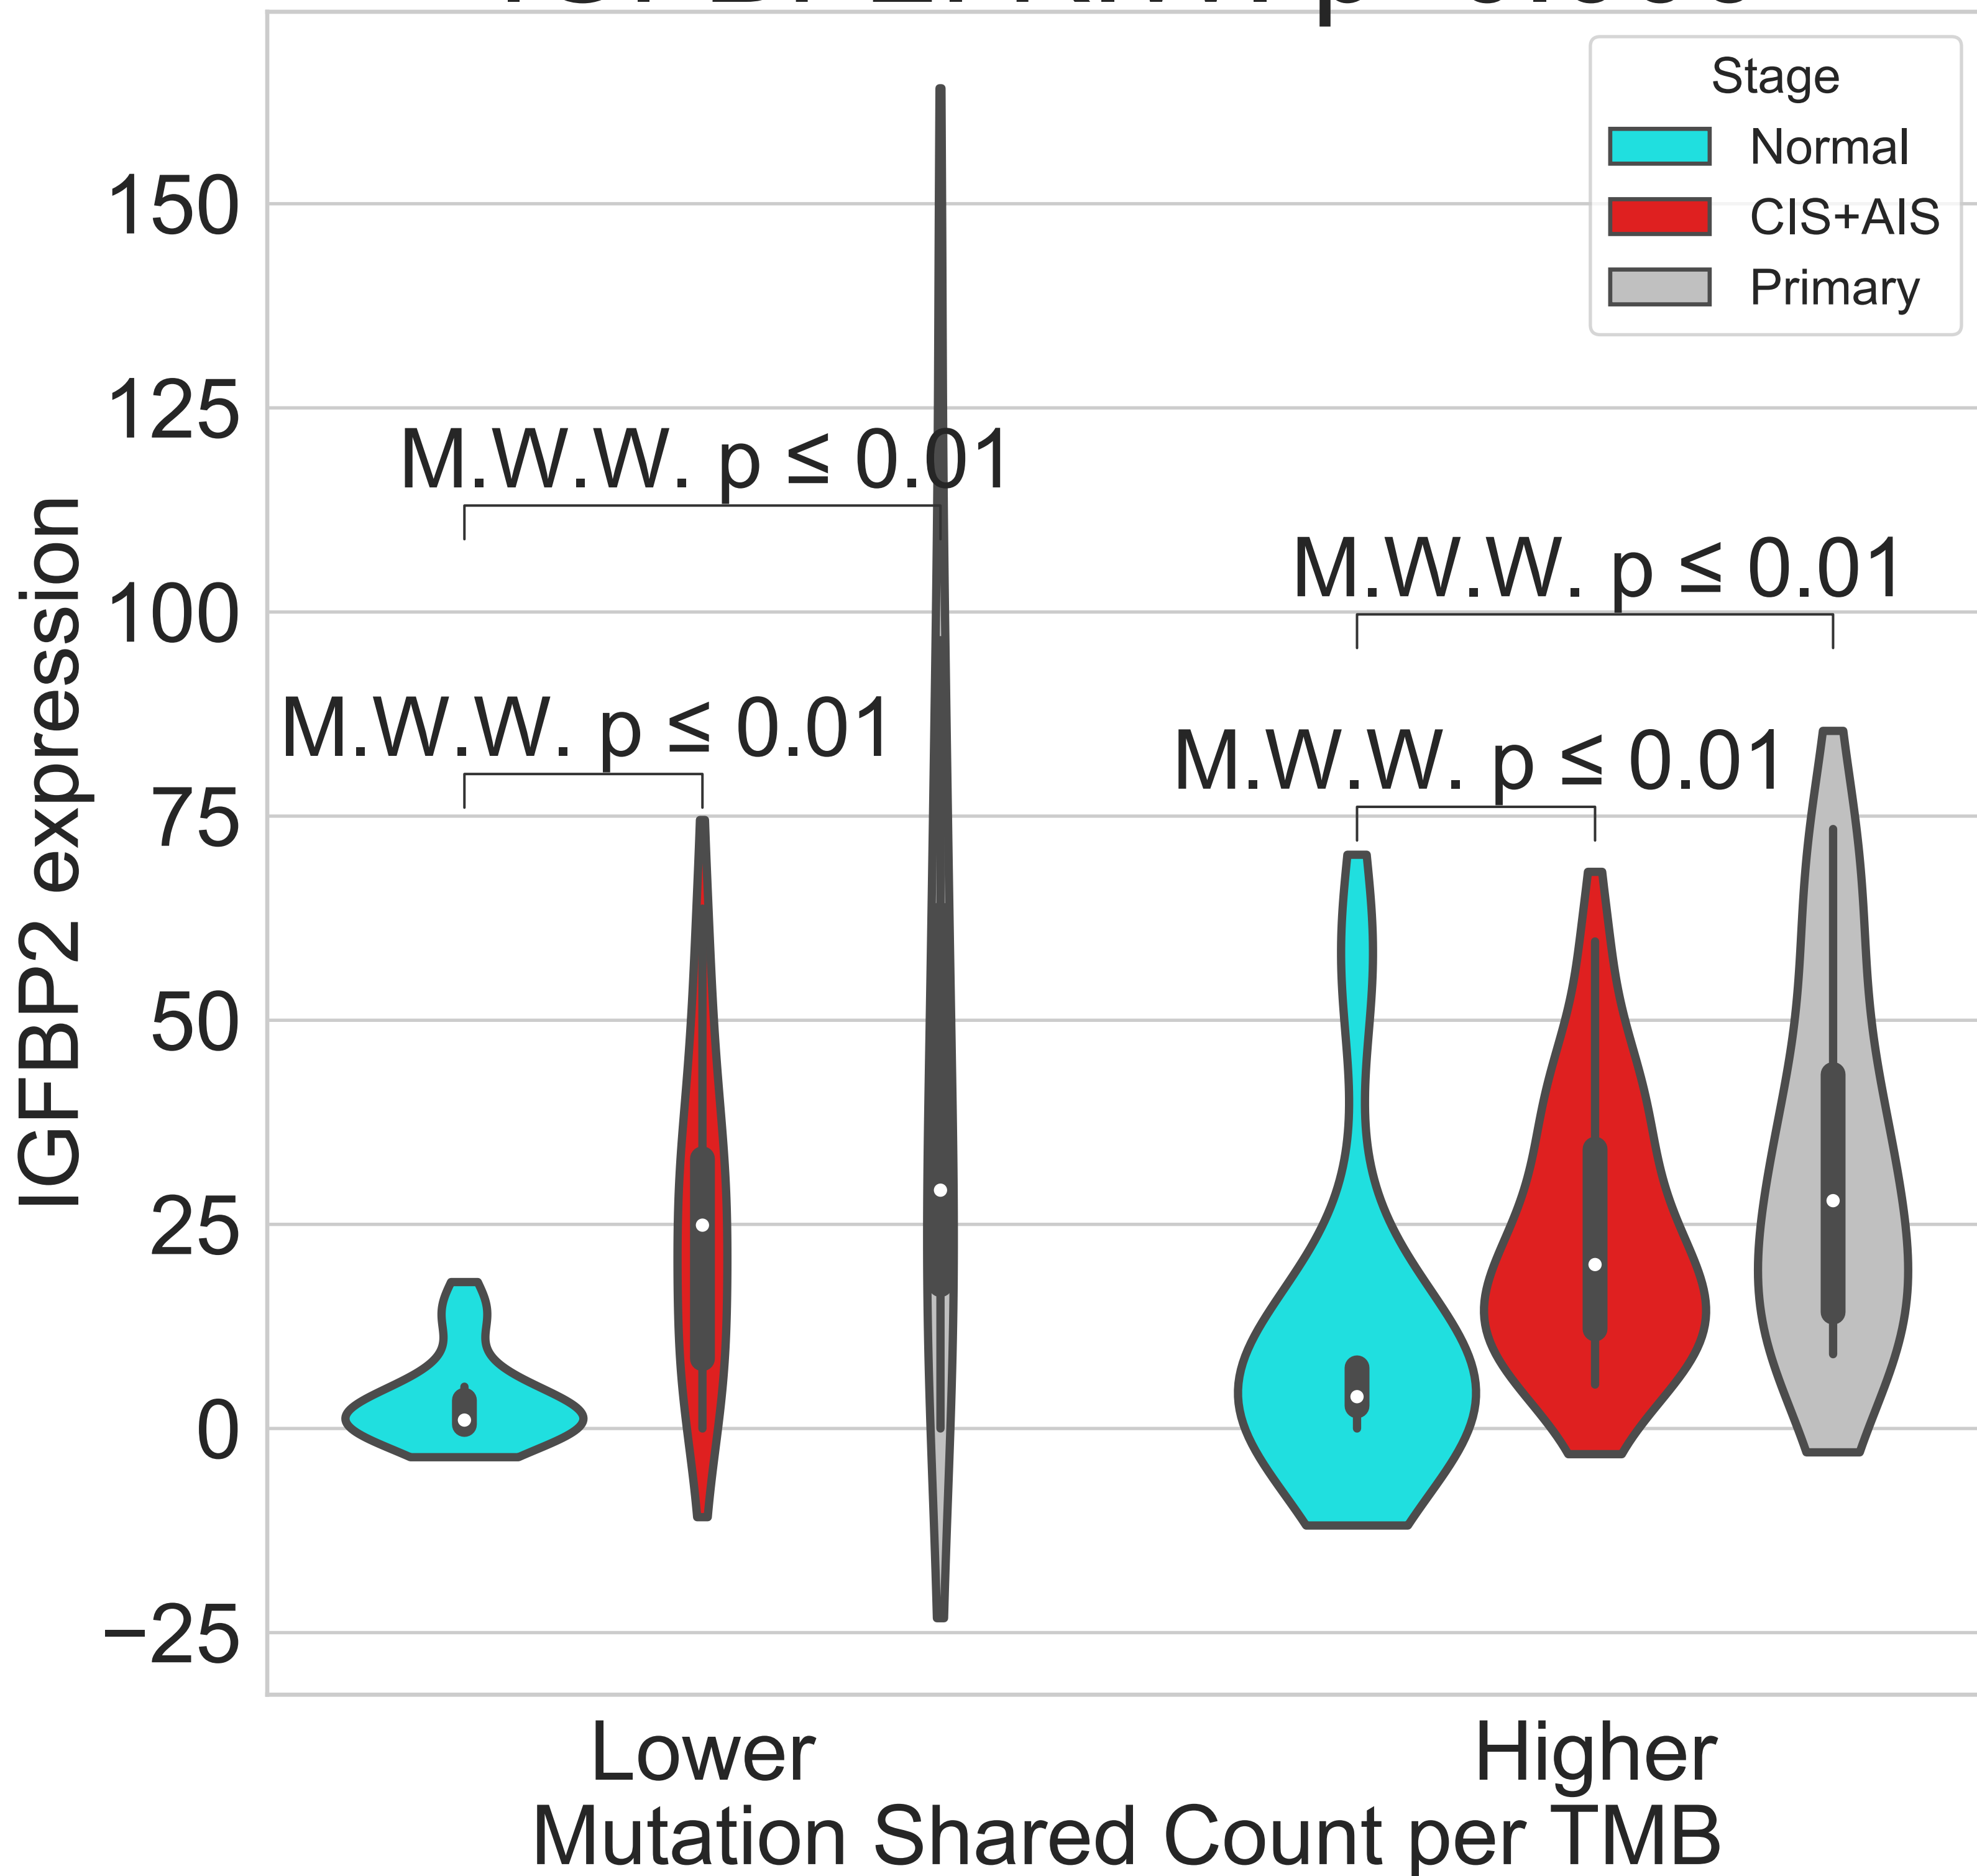 Stage
Normal
CIS+AIS
Primary
150
125
100
75
50
25
0
−25
IGFBP2 expression
M.W.W. p ≤ 0.01
M.W.W. p ≤ 0.01
M.W.W. p ≤ 0.01
M.W.W. p ≤ 0.01
Lower
Higher
Mutation Shared Count per TMB